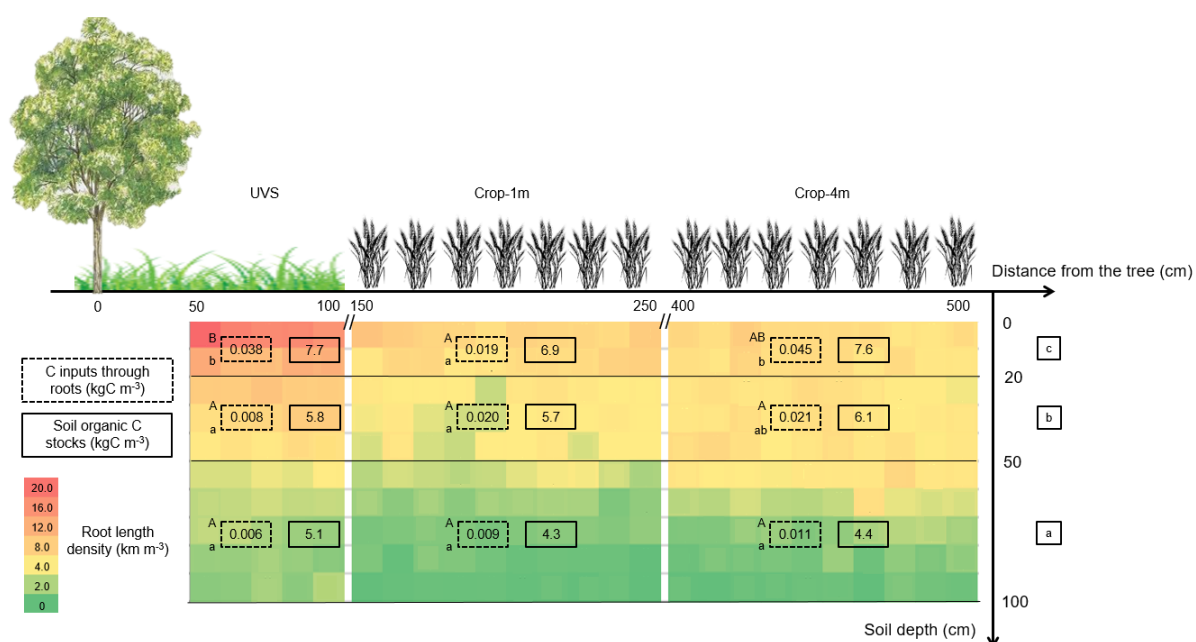 UVS Crop-1m Crop-4m
Distance from the tree (cm)
0 50 100 150 250 400 500
0
B b 0.038 7.7 A a 0.019 6.9 AB b 0.045 7.6 c
20
A a 0.008 5.8 A a 0.020 5.7 A ab 0.021 6.1 b
50
A a 0.006 5.1 A a 0.009 4.3 A a 0.011 4.4 a
100
Soil depth (cm)
C inputs through
roots (kgC m-3)
Soil organic C
stocks (kgC m-3)
20.0
16.0
12.0
8.0
4.0
2.0
0
Root length
density (km m-3)